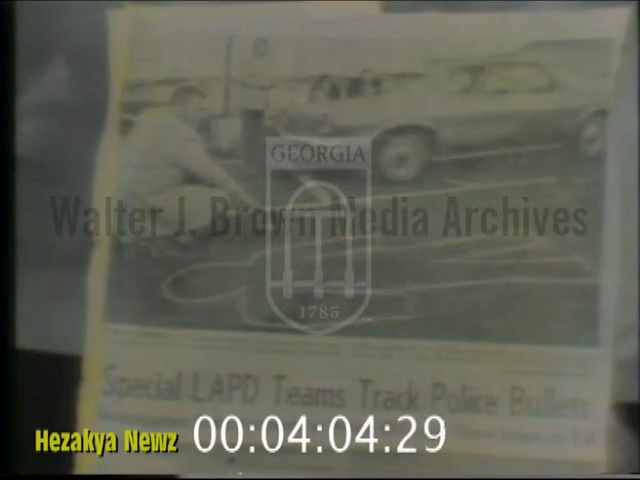 GEORGIA
Walter J. Brown Media Archives
1785
Special LAPD Teams Track Police Bullets
Hezakya Newz
00:04:04:29